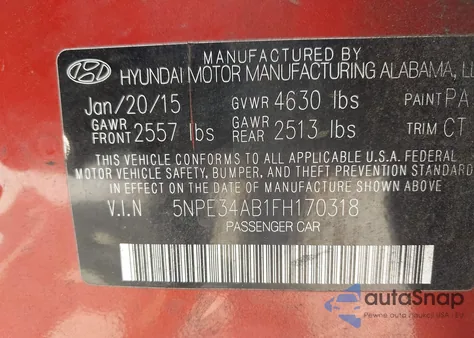 MANUFACTURED BY
HYUNDAI MOTOR MANUFACTURING ALABAMA,
Jan/20/15 GVWR 4630 lbs PAINT PA
GAWR FRONT 2557 lbs GAWR REAR 2513 lbs TRIM CT
THIS VEHICLE CONFORMS TO ALL APPLICABLE U.S.A. FEDERAL
MOTOR VEHICLE SAFETY, BUMPER, AND THEFT PREVENTION STANDARD
IN EFFECT ON THE DATE OF MANUFACTURE SHOWN ABOVE.
V.I.N 5NPE34AB1FH170318
PASSENGER CAR
autoSnap